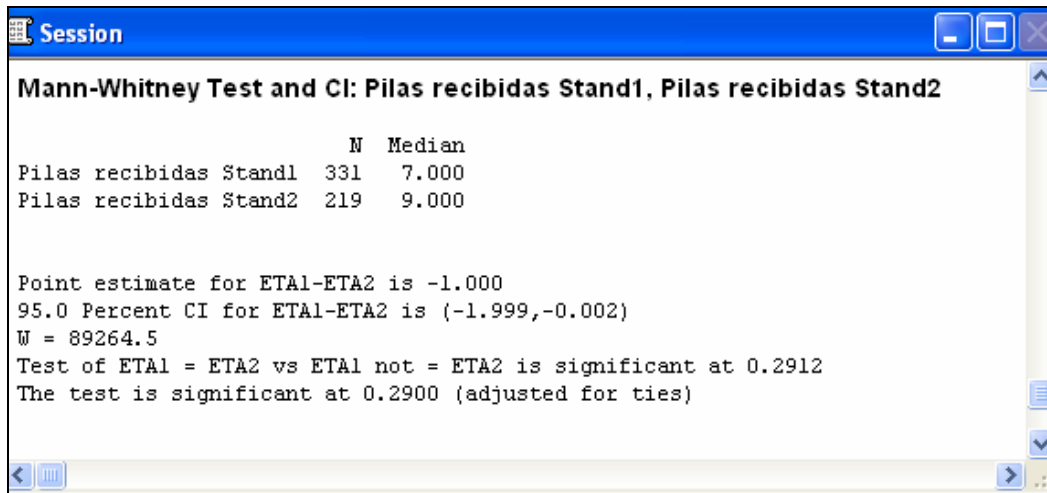 Session
Mann-Whitney Test and CI: Pilas recibidas Stand1, Pilas recibidas Stand2
N Median
Pilas recibidas Stand1 331 7.000
Pilas recibidas Stand2 219 9.000
Point estimate for ETA1-ETA2 is -1.000
95.0 Percent CI for ETA1-ETA2 is (-1.999,-0.002)
W = 89264.5
Test of ETA1 = ETA2 vs ETA1 not = ETA2 is significant at 0.2912
The test is significant at 0.2900 (adjusted for ties)